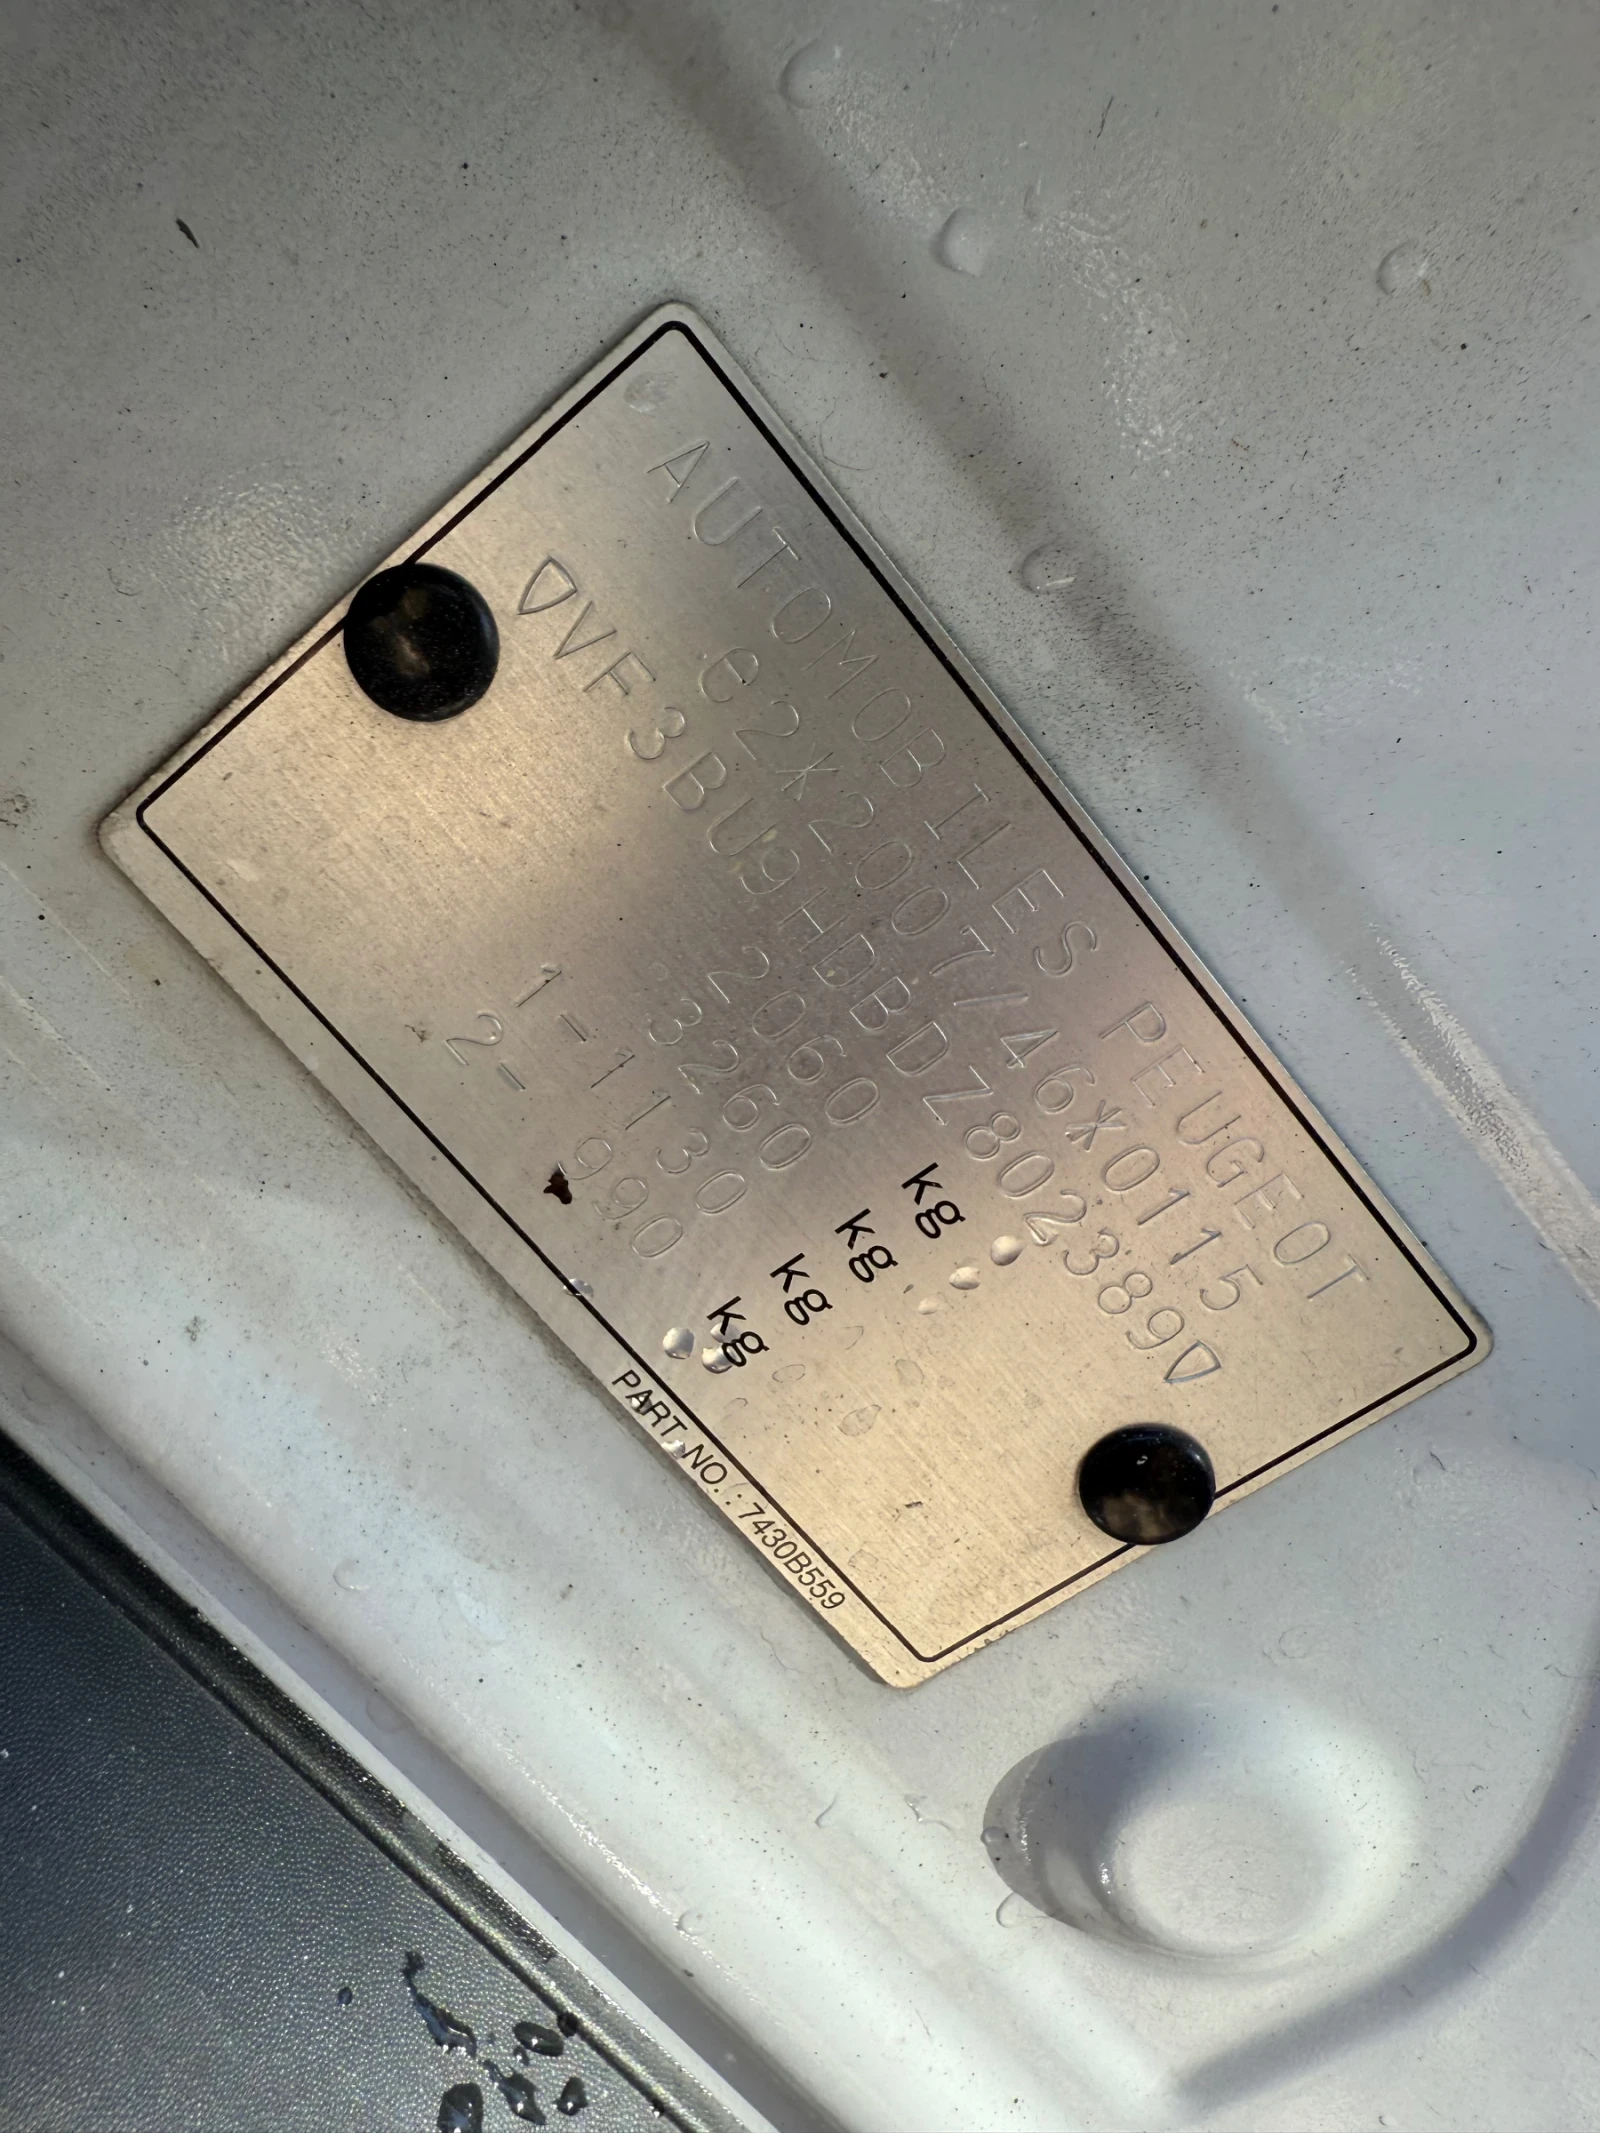 AUTOMOBILES PEUGEOT
e2*2007/46*0115
VF3BU9HDBDZ802389
2060 kg
3260 kg
1-1130 kg
2- 990 kg
PART NO.: 7430B559